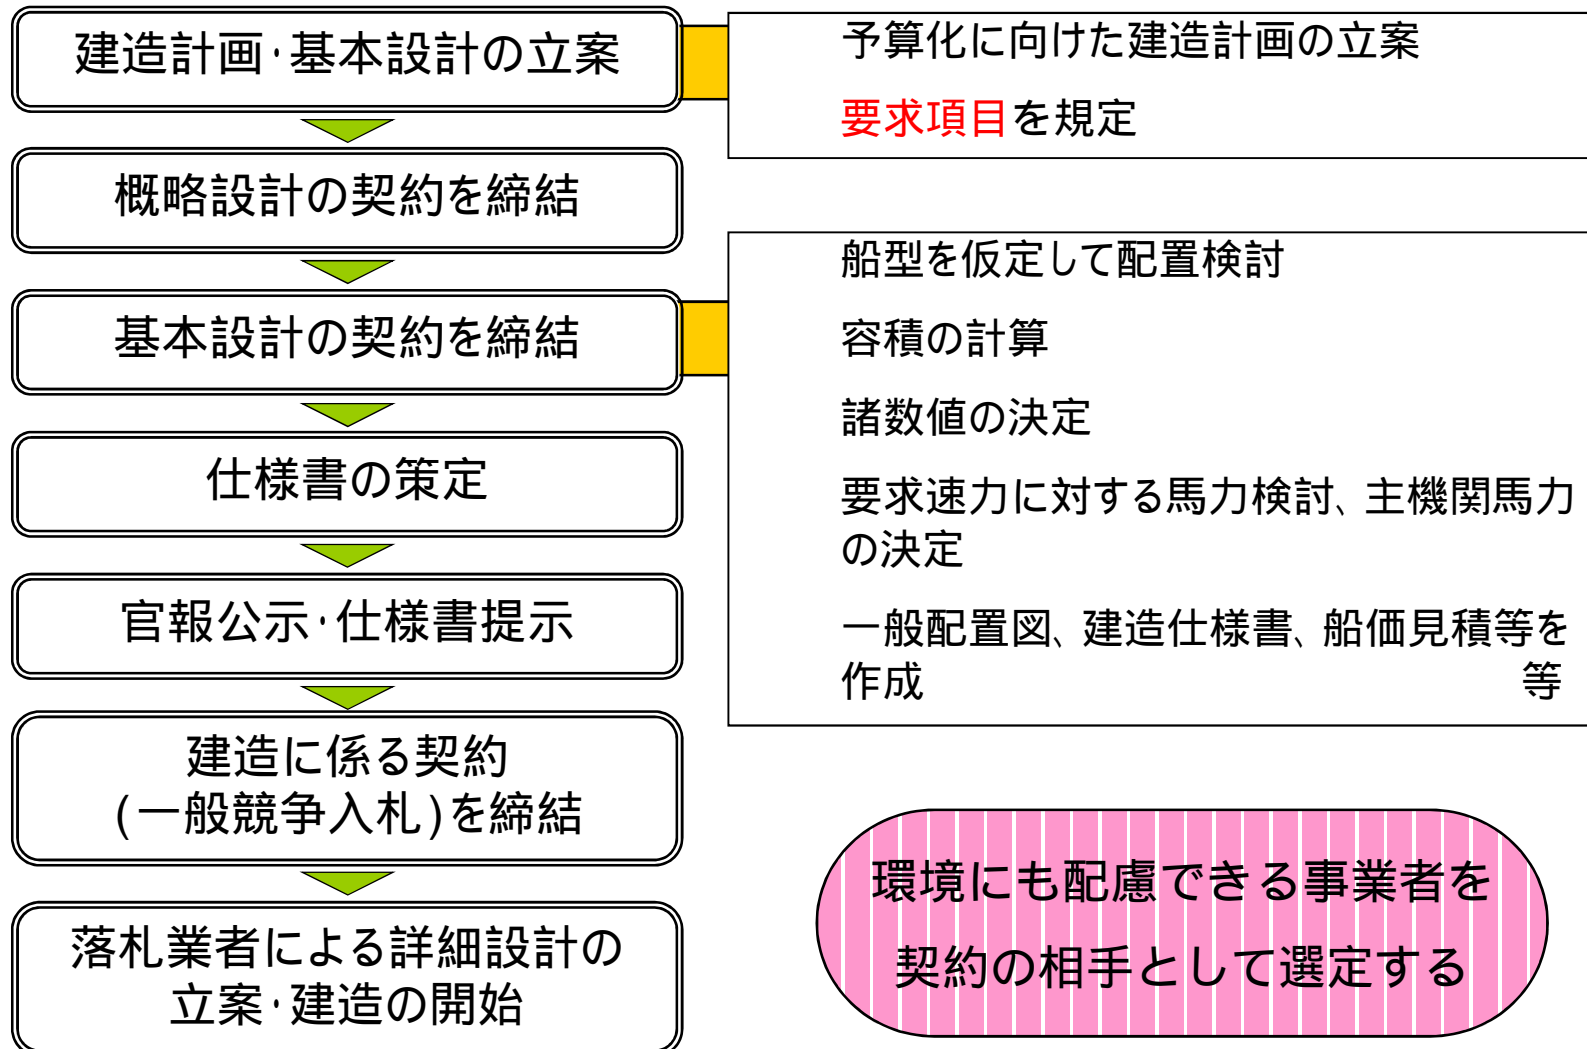 建造計画･基本設計の立案
予算化に向けた建造計画の立案
要求項目を規定
概略設計の契約を締結
基本設計の契約を締結
船型を仮定して配置検討
容積の計算
諸数値の決定
要求速力に対する馬力検討、主機関馬力
の決定
一般配置図、建造仕様書、船価見積等を
作成 等
仕様書の策定
官報公示･仕様書提示
建造に係る契約
(一般競争入札)を締結
落札業者による詳細設計の
立案･建造の開始
環境にも配慮できる事業者を
契約の相手として選定する